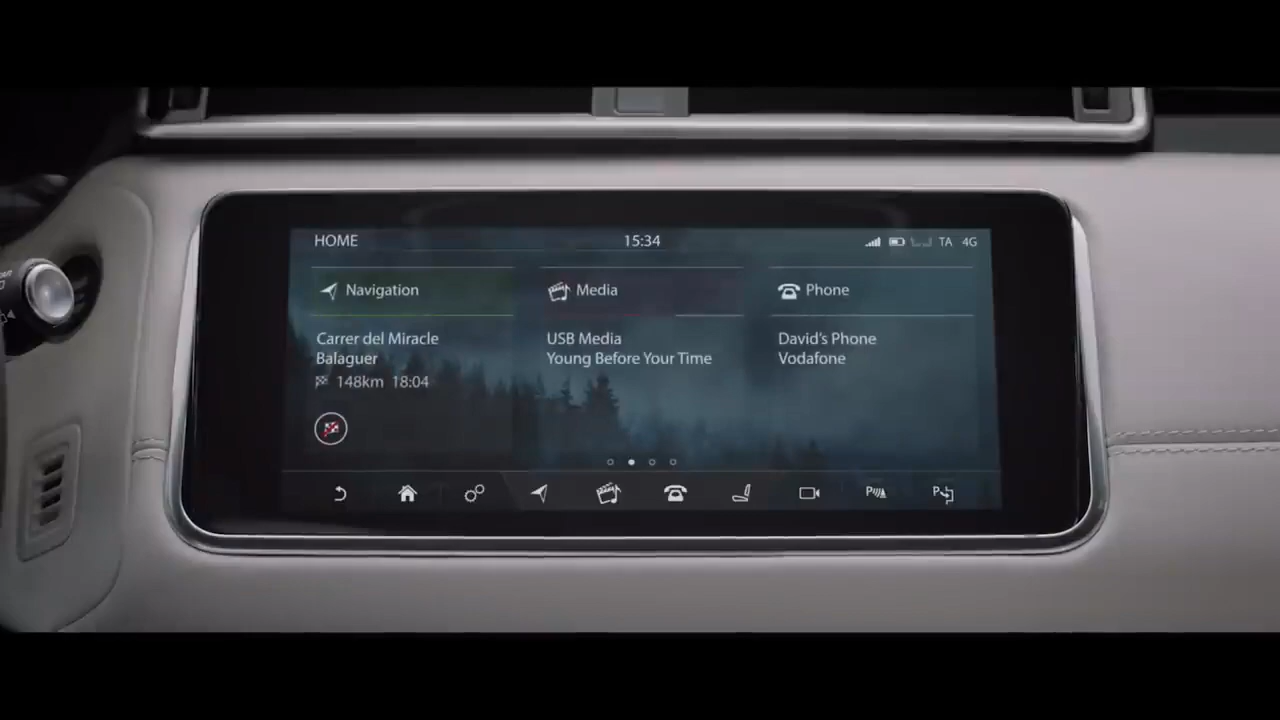 HOME
15:34
TA 4G
Navigation
Media
Phone
Carrer del Miracle
Balaguer
148km 18:04
USB Media
Young Before Your Time
David's Phone
Vodafone
P
P